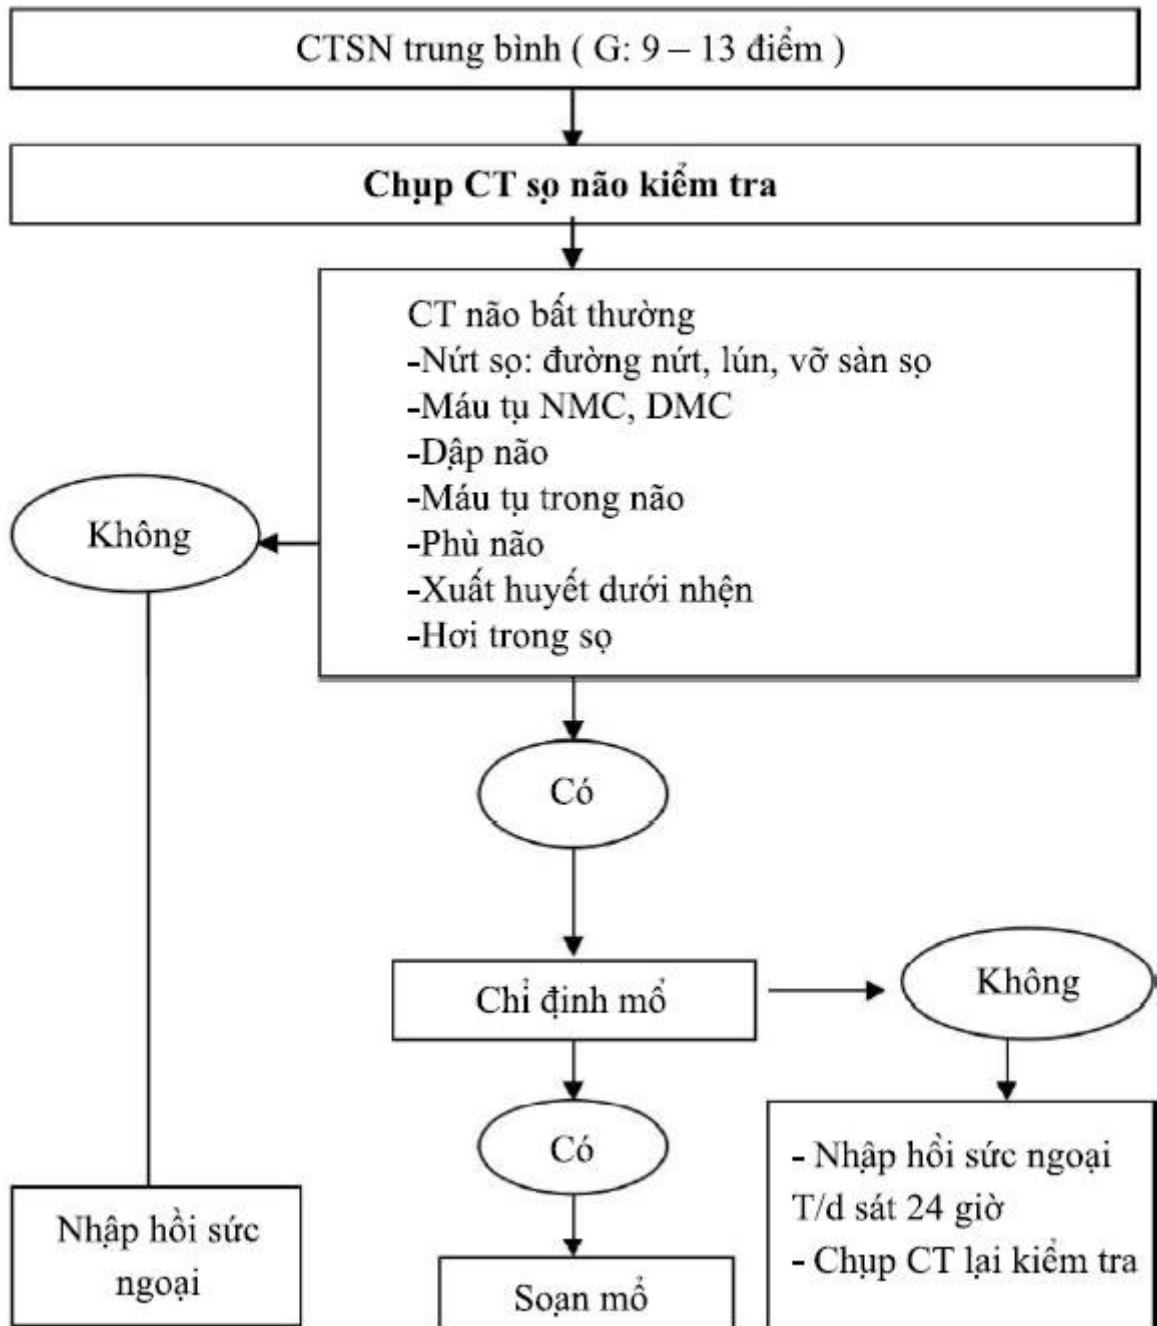 CTSN trung bình ( G: 9 – 13 điểm )
Chụp CT sọ não kiểm tra
CT não bất thường
-Nứt sọ: đường nứt, lún, vỡ sàn sọ
-Máu tụ NMC, DMC
-Dập não
-Máu tụ trong não
-Phù não
-Xuất huyết dưới nhện
-Hơi trong sọ
Không
Có
Chỉ định mổ
Không
Có
- Nhập hồi sức ngoại
T/d sát 24 giờ
- Chụp CT lại kiểm tra
Nhập hồi sức
ngoại
Soạn mổ